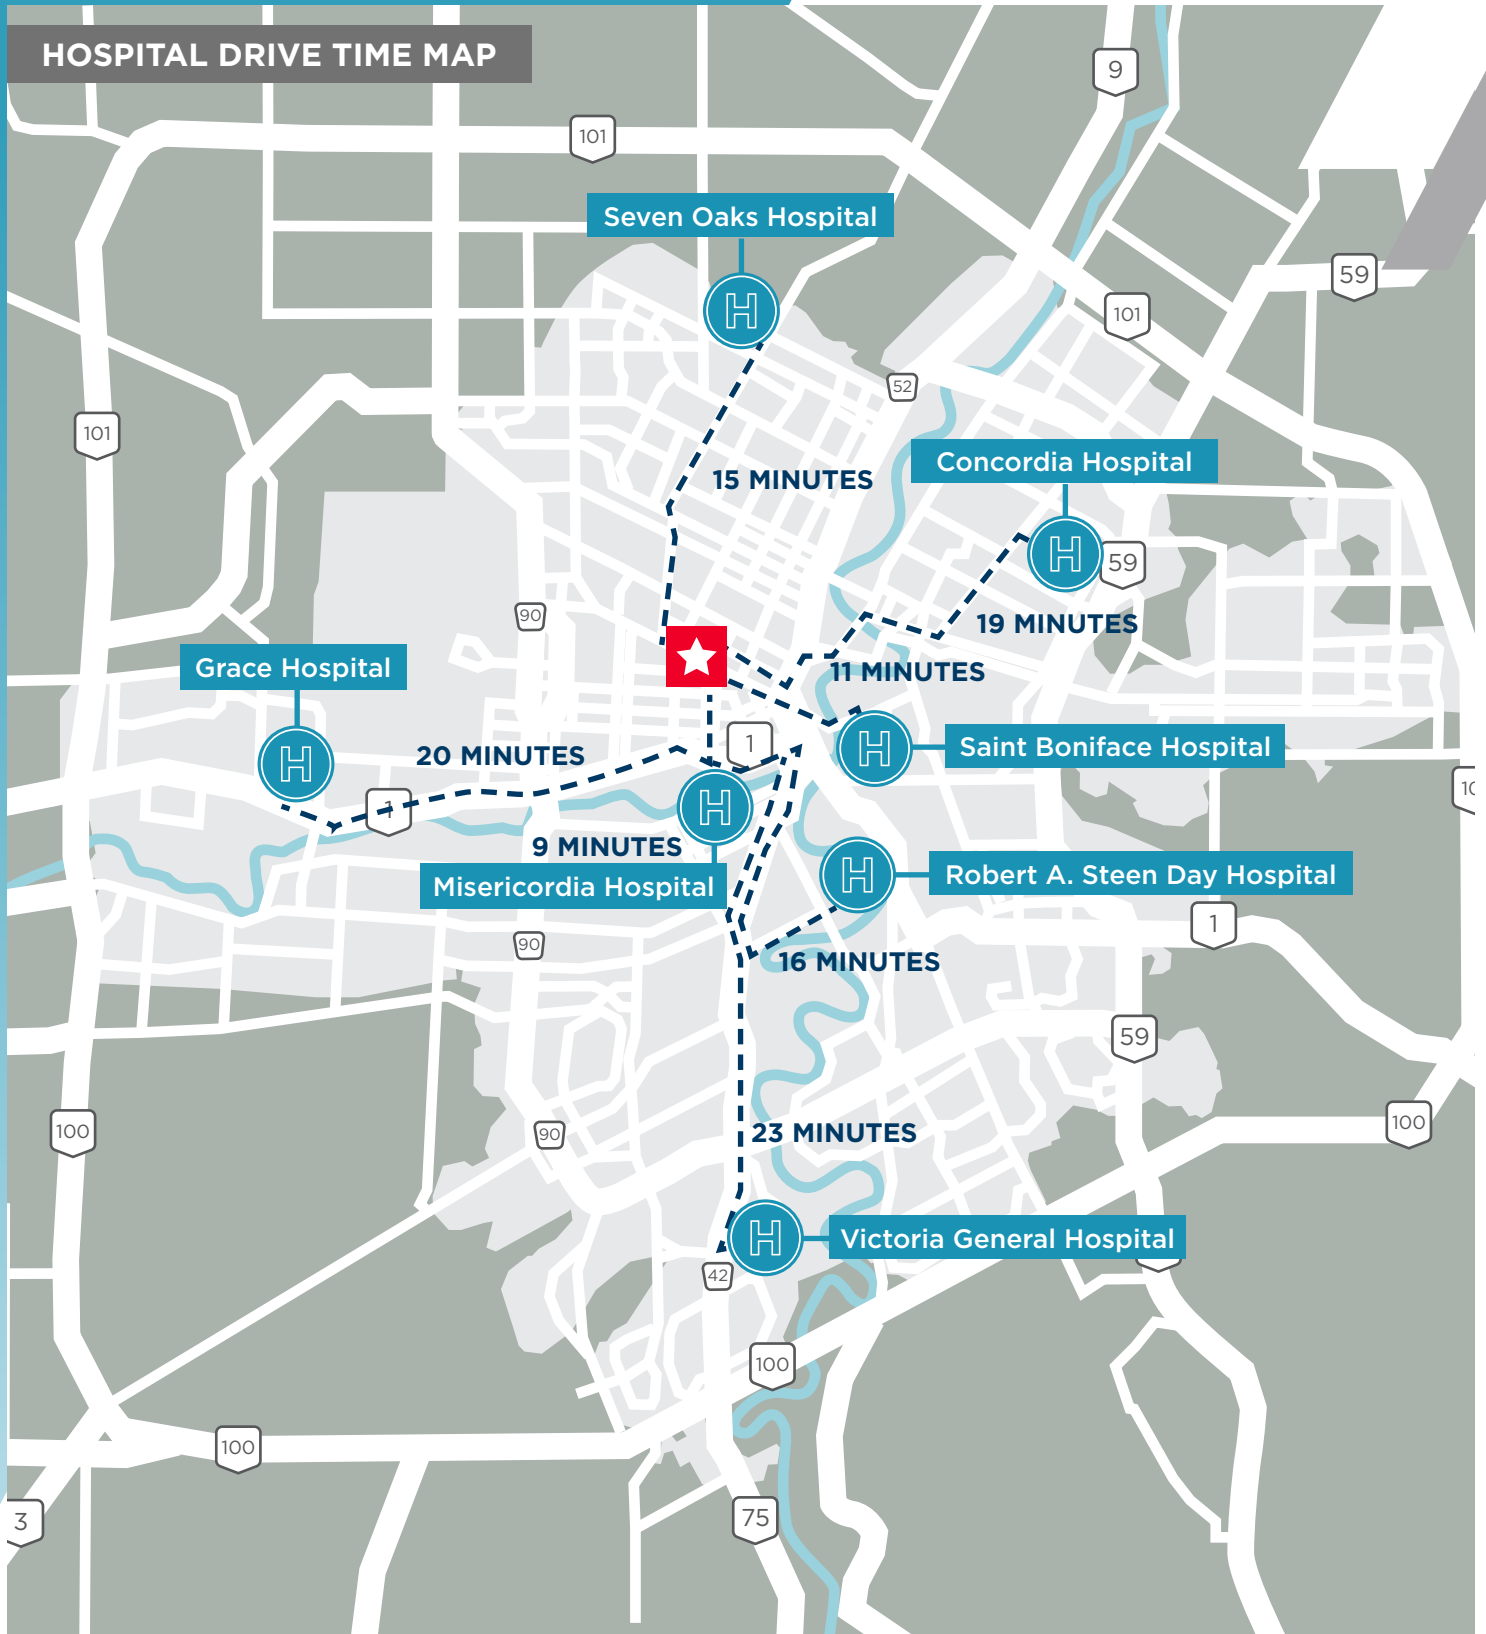 HOSPITAL DRIVE TIME MAP
9
101
Seven Oaks Hospital
H
59
101
52
101
Concordia Hospital
15 MINUTES
H
59
90
19 MINUTES
Grace Hospital
11 MINUTES
H
1
Saint Boniface Hospital
H
20 MINUTES
1
H
9 MINUTES
Misericordia Hospital
H
Robert A. Steen Day Hospital
1
90
16 MINUTES
59
100
90
23 MINUTES
100
H
Victoria General Hospital
42
100
100
3
75